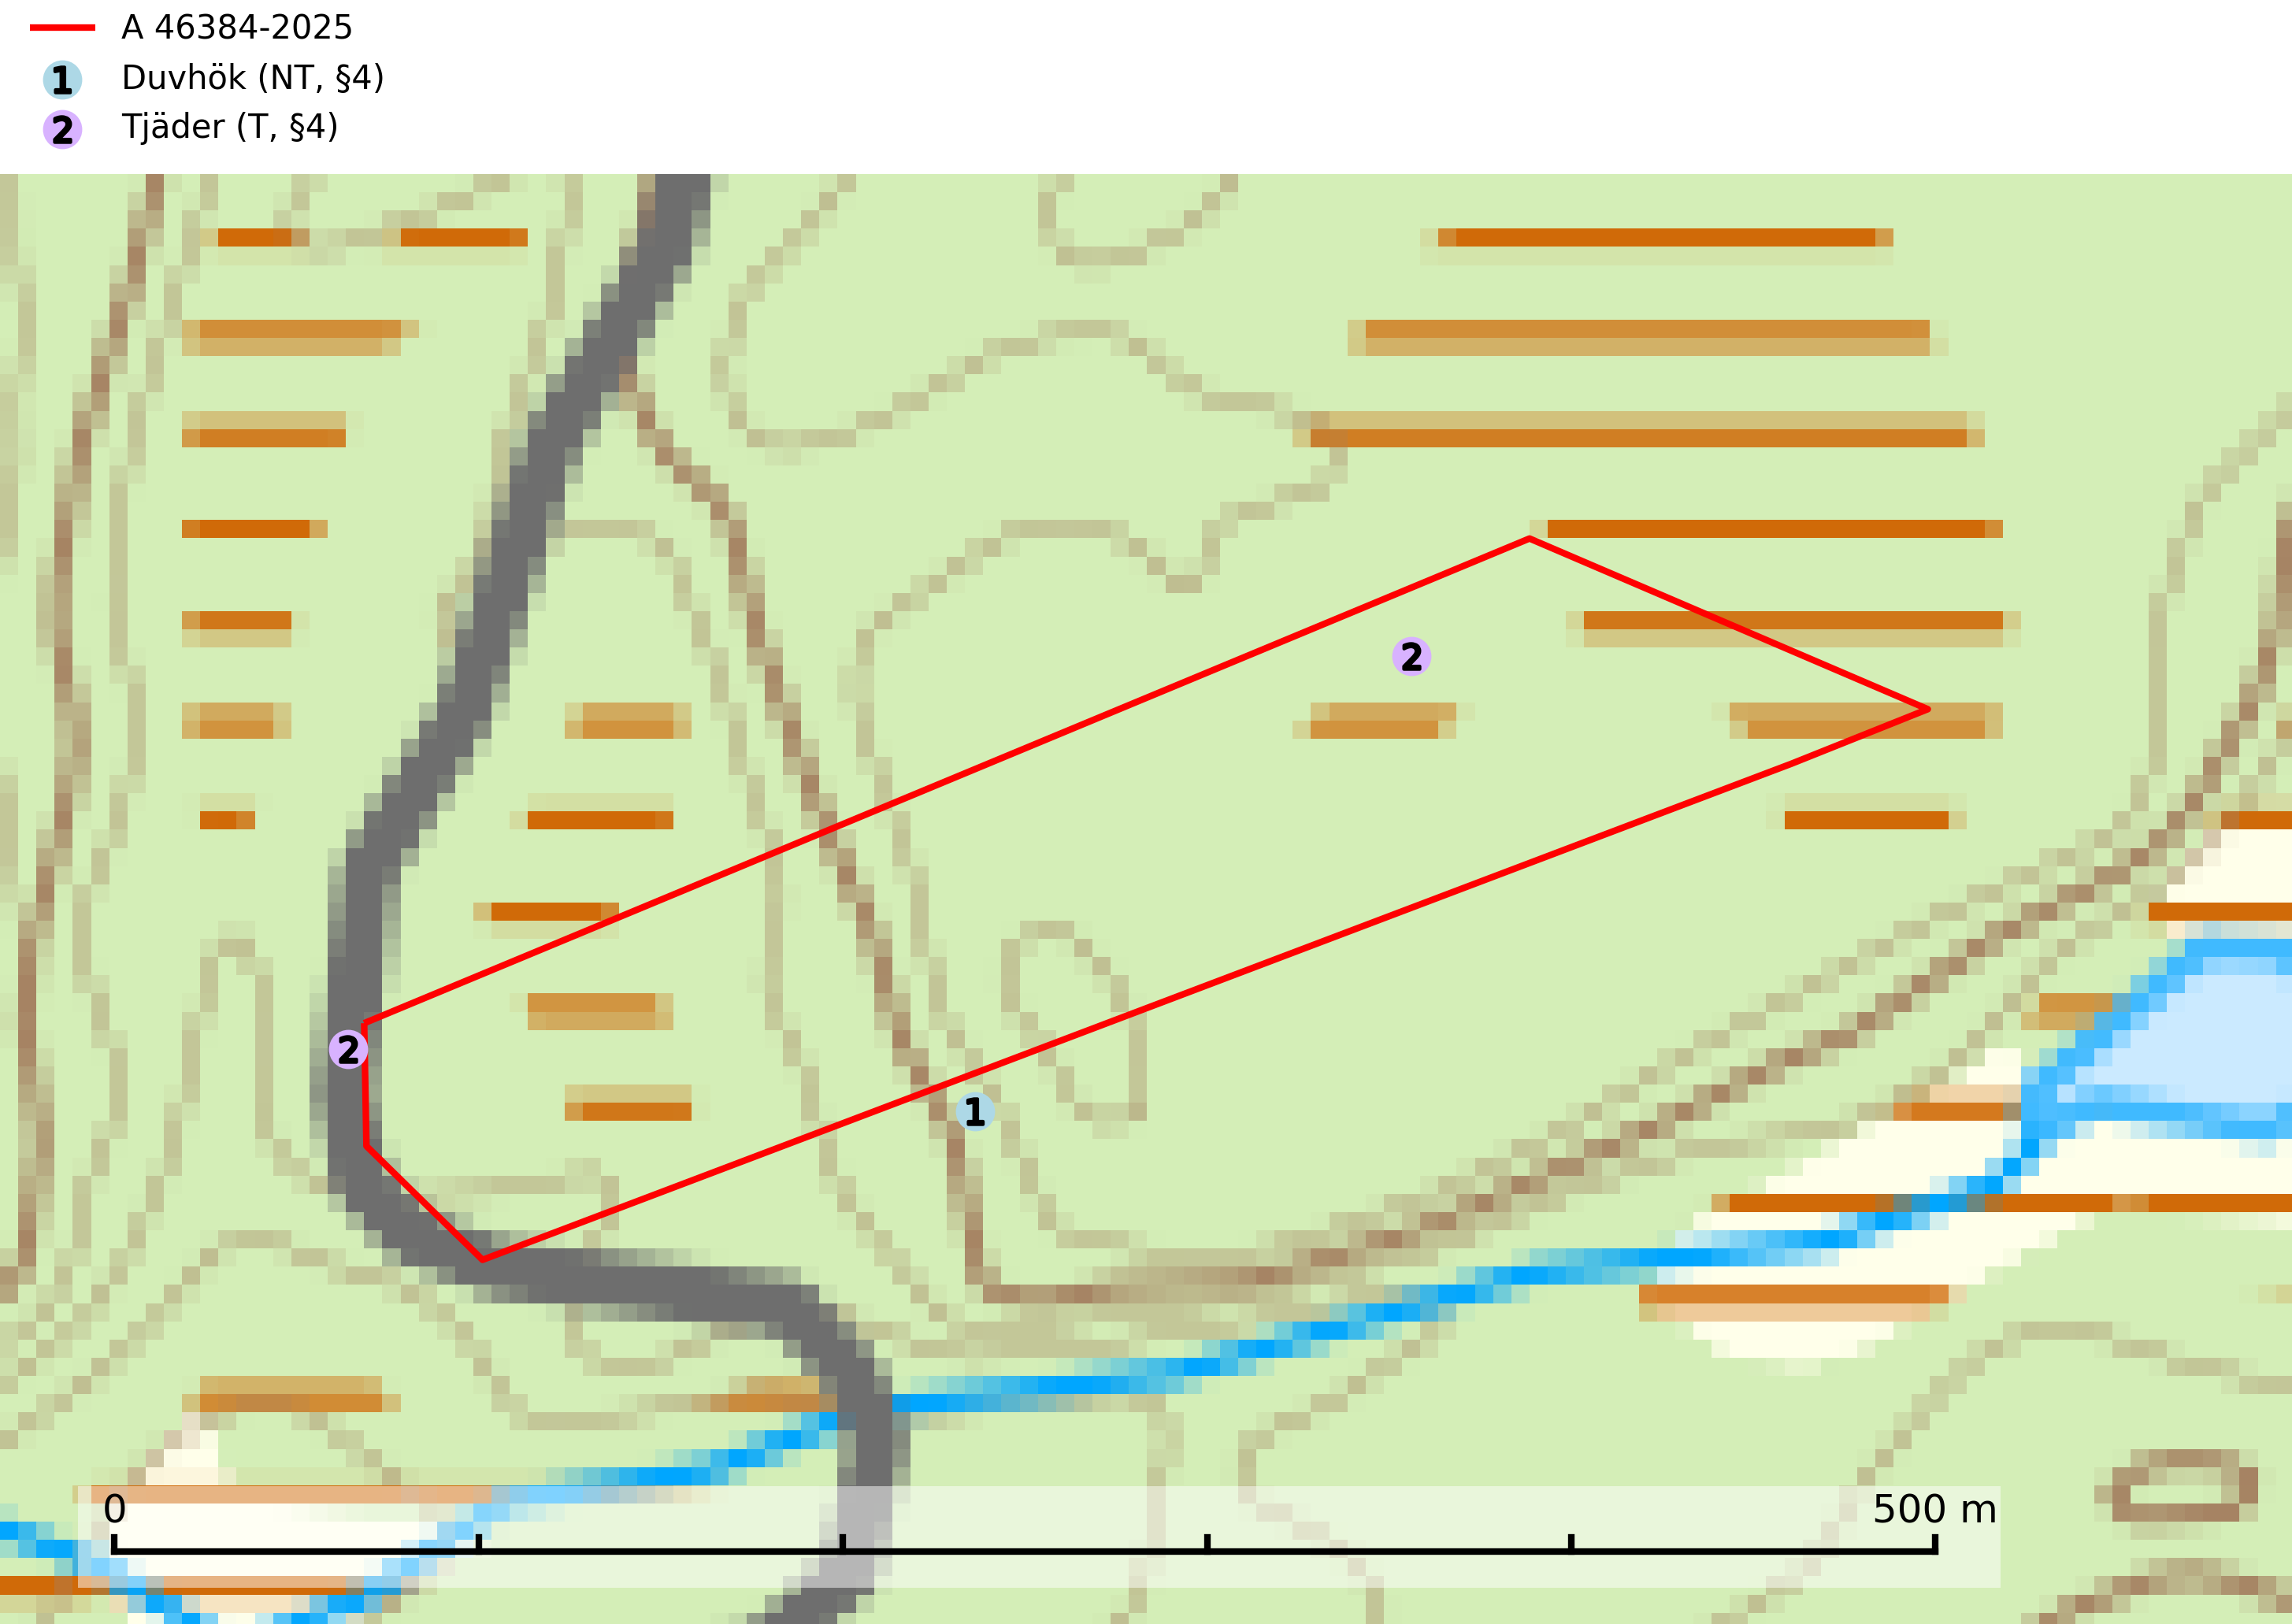 A 46384-2025
1 Duvhök (NT, §4)
2 Tjäder (T, §4)
2
2
1
0 500 m